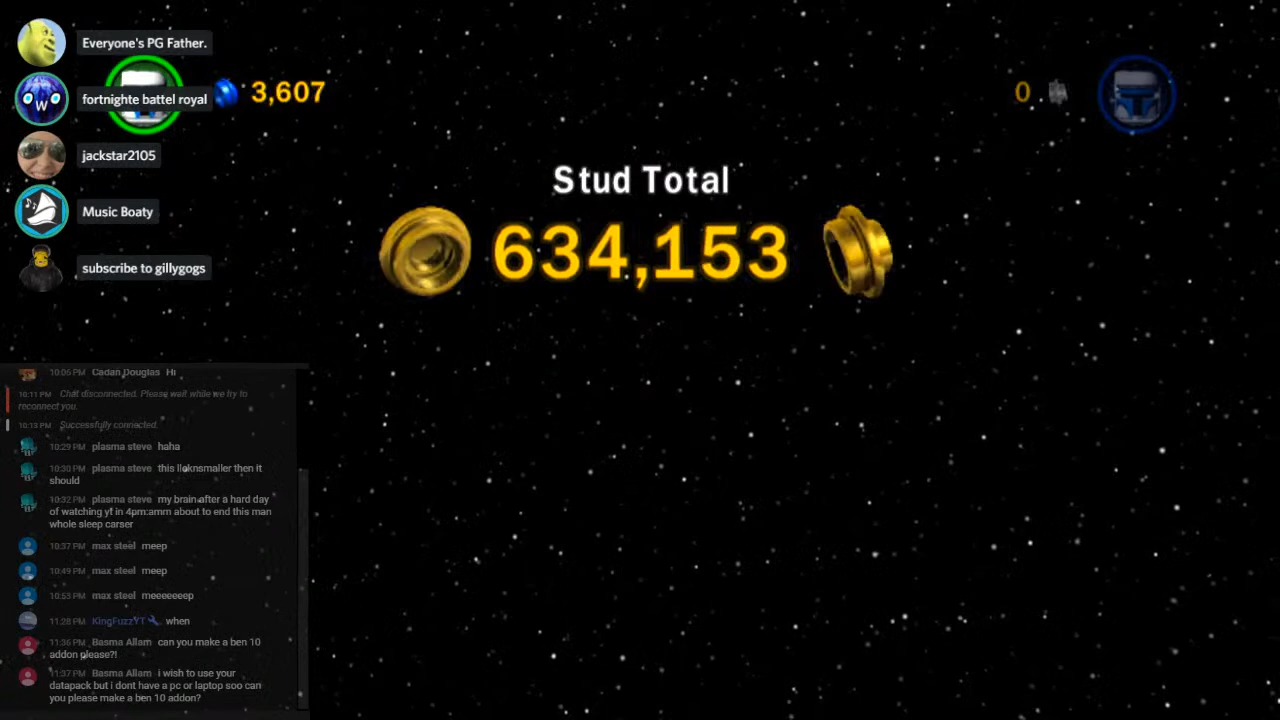 Everyone's PG Father.
fortnighte battel royal
3,607
0
jackstar2105
Stud Total
634,153
Music Boaty
subscribe to gillygogs
10:06 PM Cadan Douglas Hi
10:11 PM Chat disconnected. Please wait while we try to
reconnect you.
10:13 PM Successfully connected.
10:29 PM plasma steve haha
10:30 PM plasma steve this lloknsmaller then it
should
10:32 PM plasma steve my brain after a hard day
of watching yf in 4pm:amm about to end this man
whole sleep carser
10:37 PM max steel meep
10:49 PM max steel meep
10:53 PM max steel meeeeeeep
11:28 PM KingFuzzYT when
11:36 PM Basma Allam can you make a ben 10
addon please?!
11:37 PM Basma Allam i wish to use your
datapack but i dont have a pc or laptop soo can
you please make a ben 10 addon?